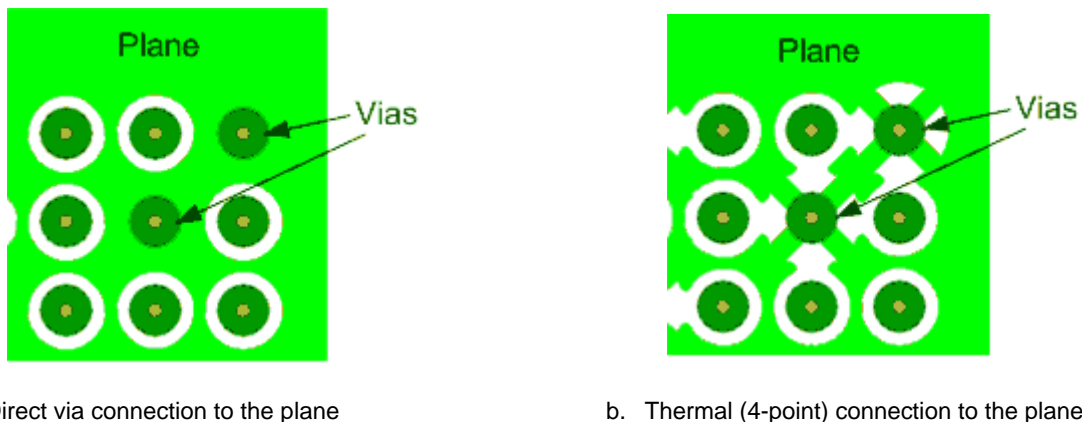 Plane
Plane
Vias
Vias
irect via connection to the plane
b. Thermal (4-point) connection to the plane